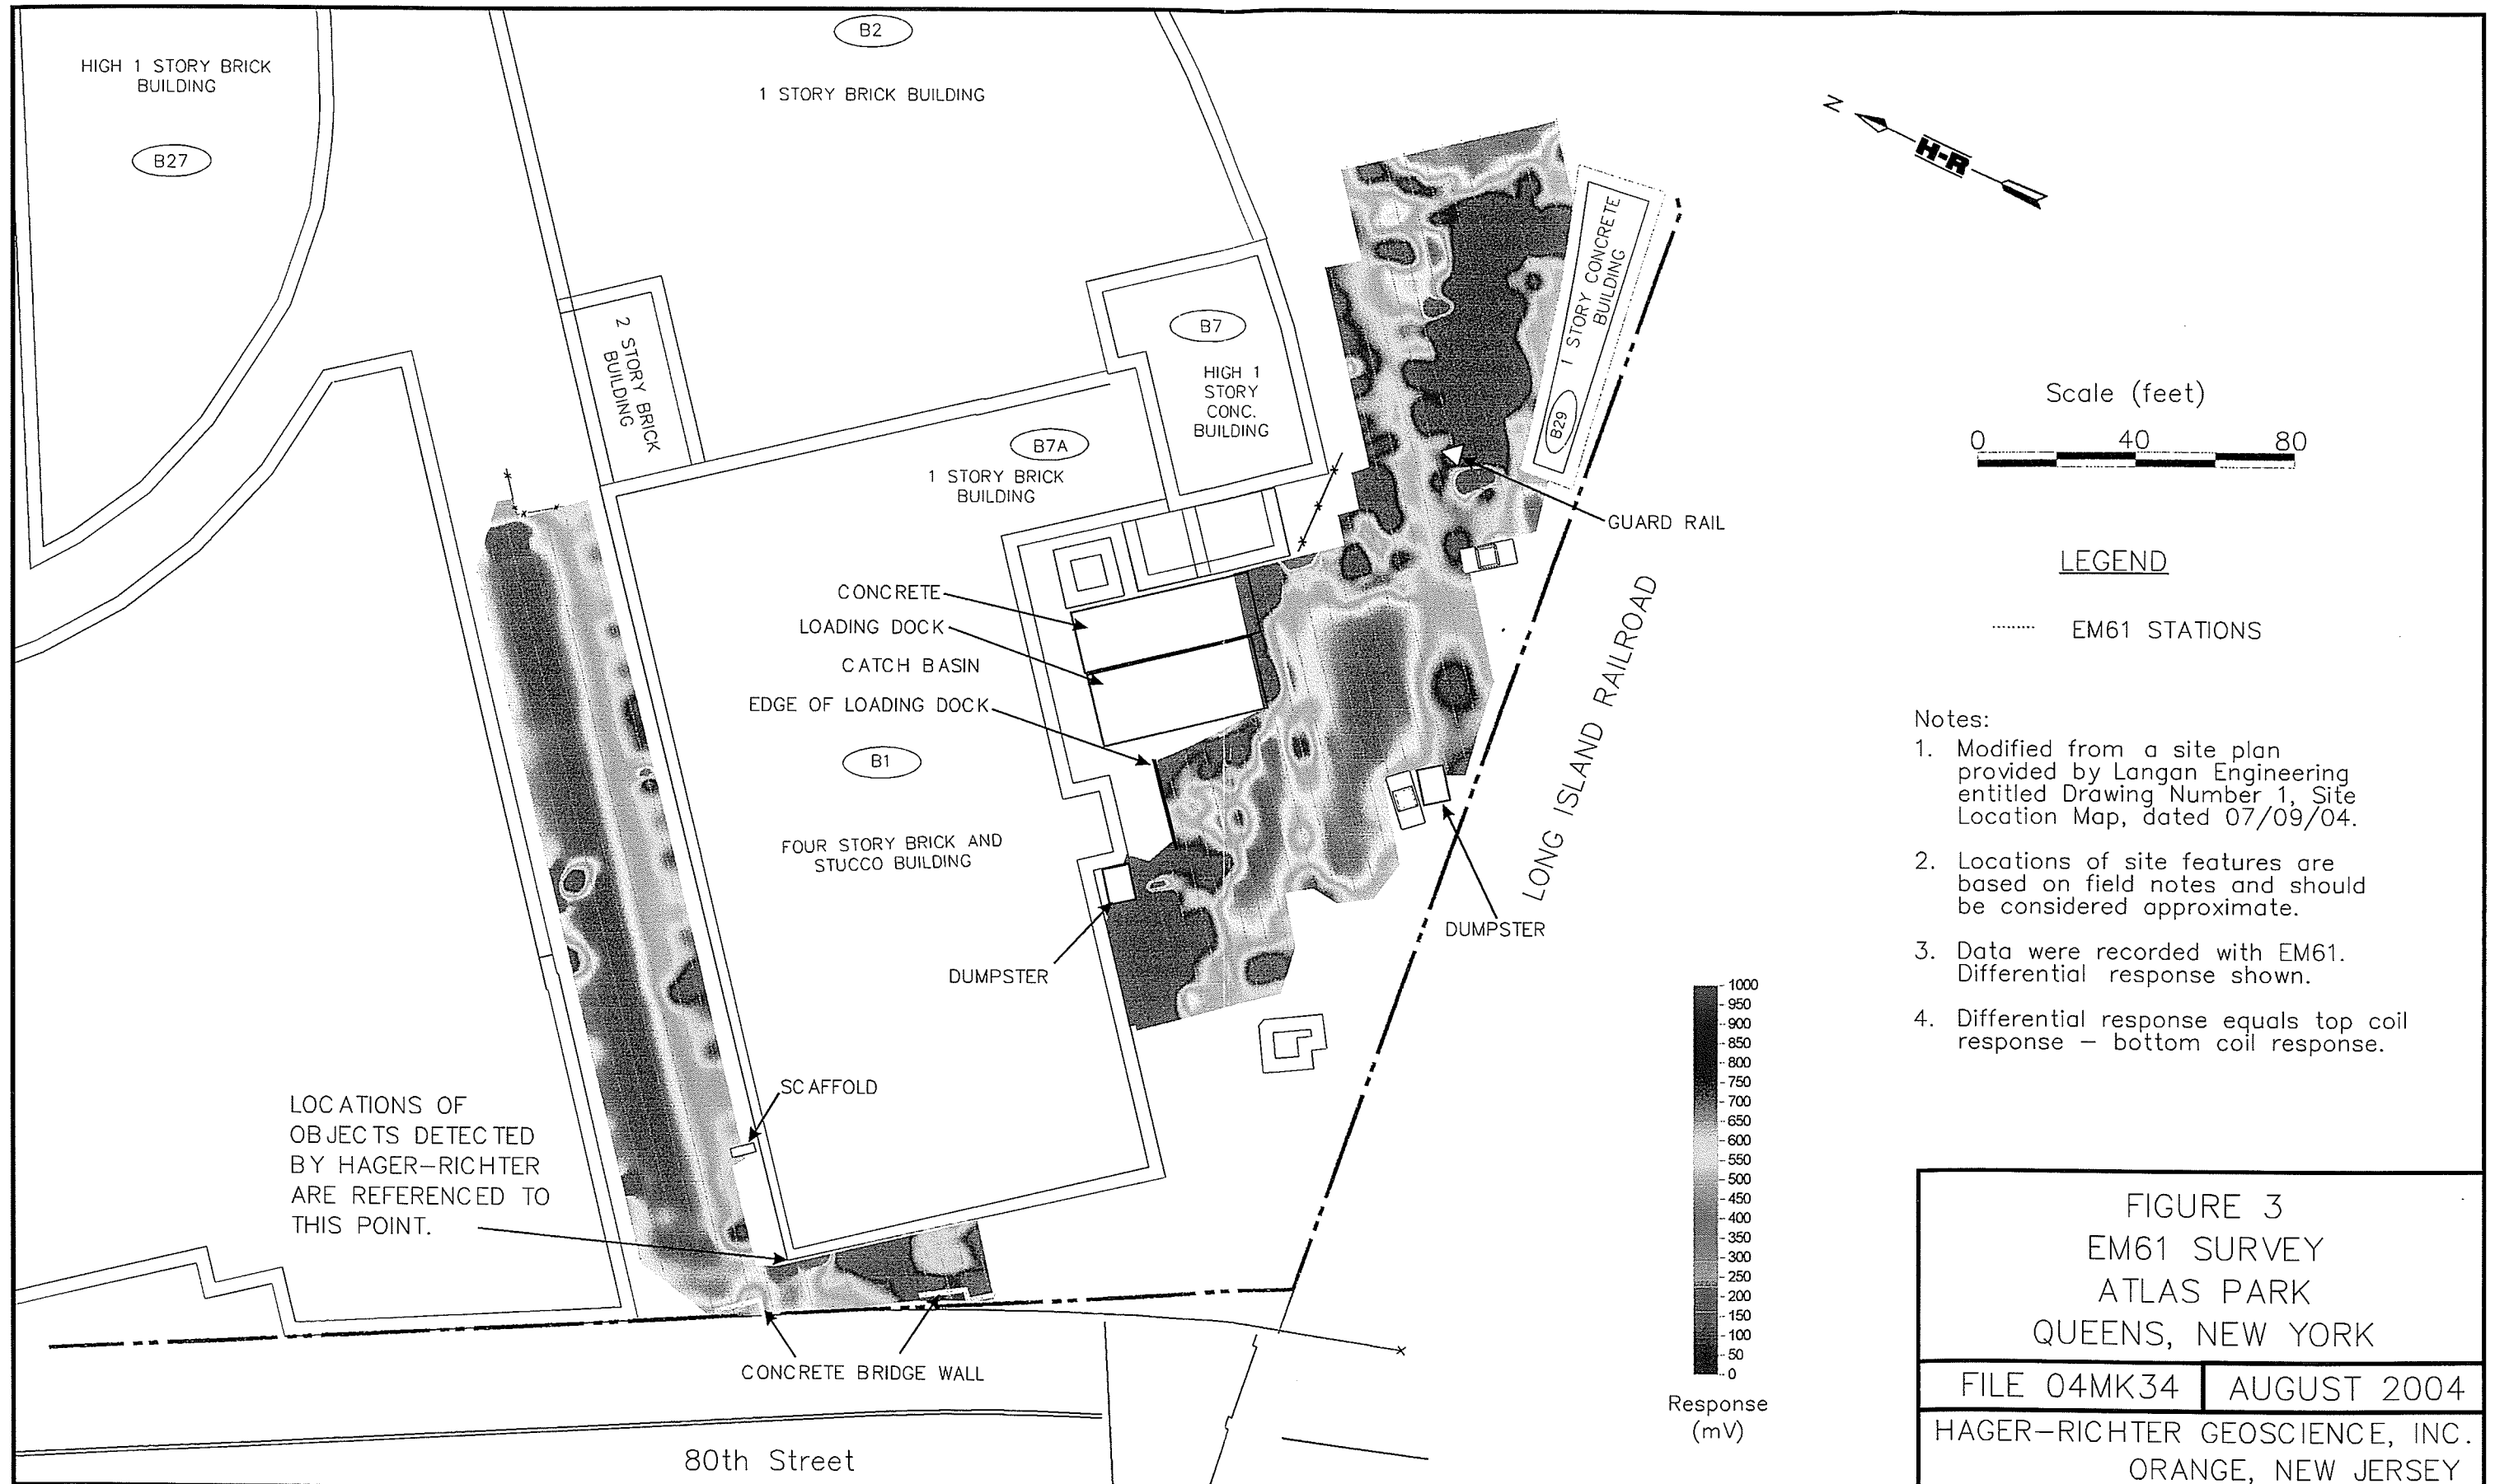 B2
HIGH 1 STORY BRICK
BUILDING
1 STORY BRICK BUILDING
B27
N
H-R
2 STORY BRICK
BUILDING
B7
HIGH 1
STORY
CONC.
BUILDING
B7A
1 STORY BRICK
BUILDING
1 STORY CONCRETE
BUILDING
B29
GUARD RAIL
CONCRETE
LOADING DOCK
CATCH BASIN
EDGE OF LOADING DOCK
B1
FOUR STORY BRICK AND
STUCCO BUILDING
DUMPSTER
DUMPSTER
LONG ISLAND RAILROAD
SCAFFOLD
LOCATIONS OF
OBJECTS DETECTED
BY HAGER-RICHTER
ARE REFERENCED TO
THIS POINT.
CONCRETE BRIDGE WALL
80th Street
Scale (feet)
0 40 80
LEGEND
EM61 STATIONS
Notes:
1. Modified from a site plan
provided by Langan Engineering
entitled Drawing Number 1, Site
Location Map, dated 07/09/04.
2. Locations of site features are
based on field notes and should
be considered approximate.
3. Data were recorded with EM61.
Differential response shown.
4. Differential response equals top coil
response - bottom coil response.
1000
950
900
850
800
750
700
650
600
550
500
450
400
350
300
250
200
150
100
50
0
Response
(mV)
FIGURE 3
EM61 SURVEY
ATLAS PARK
QUEENS, NEW YORK
FILE 04MK34
AUGUST 2004
HAGER-RICHTER GEOSCIENCE, INC.
ORANGE, NEW JERSEY